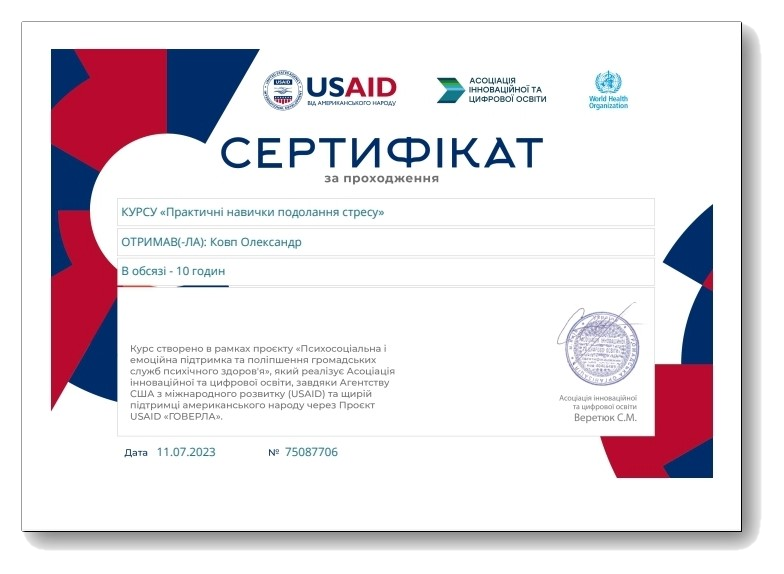 USAID
ВІД АМЕРИКАНСЬКОГО НАРОДУ
АСОЦІАЦІЯ
ІННОВАЦІЙНОЇ ТА
ЦИФРОВОЇ ОСВІТИ
World Health
Organization
СЕРТИФІКАТ
за проходження
КУРСУ «Практичні навички подолання стресу»
ОТРИМАВ(-ЛА): Ковп Олександр
В обсязі - 10 годин
Курс створено в рамках проєкту «Психосоціальна і
емоційна підтримка та поліпшення громадських
служб психічного здоров'я», який реалізує Асоціація
інноваційної та цифрової освіти, завдяки Агентству
США з міжнародного розвитку (USAID) та щирій
підтримці американського народу через Проєкт
USAID «ГОВЕРЛА».
Асоціація інноваційної
та цифрової освіти
Веретюк С.М.
Дата 11.07.2023 № 75087706